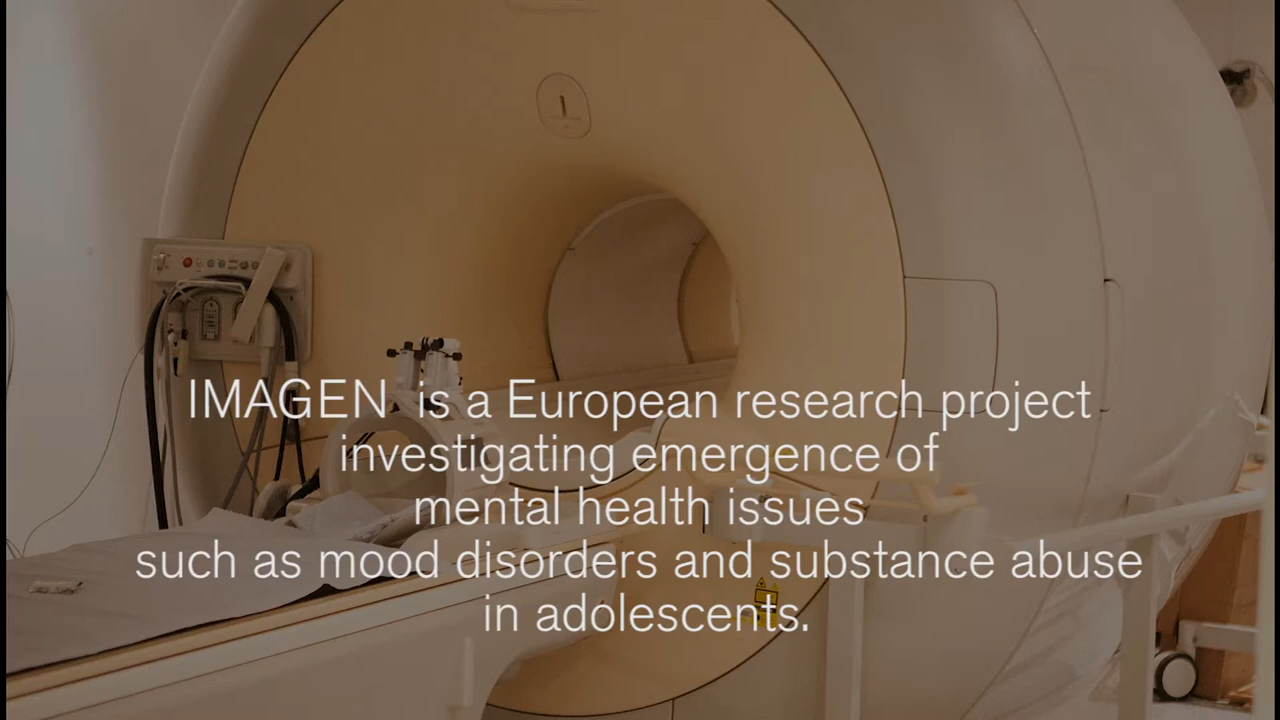 IMAGEN is a European research project
investigating emergence of
mental health issues
such as mood disorders and substance abuse
in adolescents.